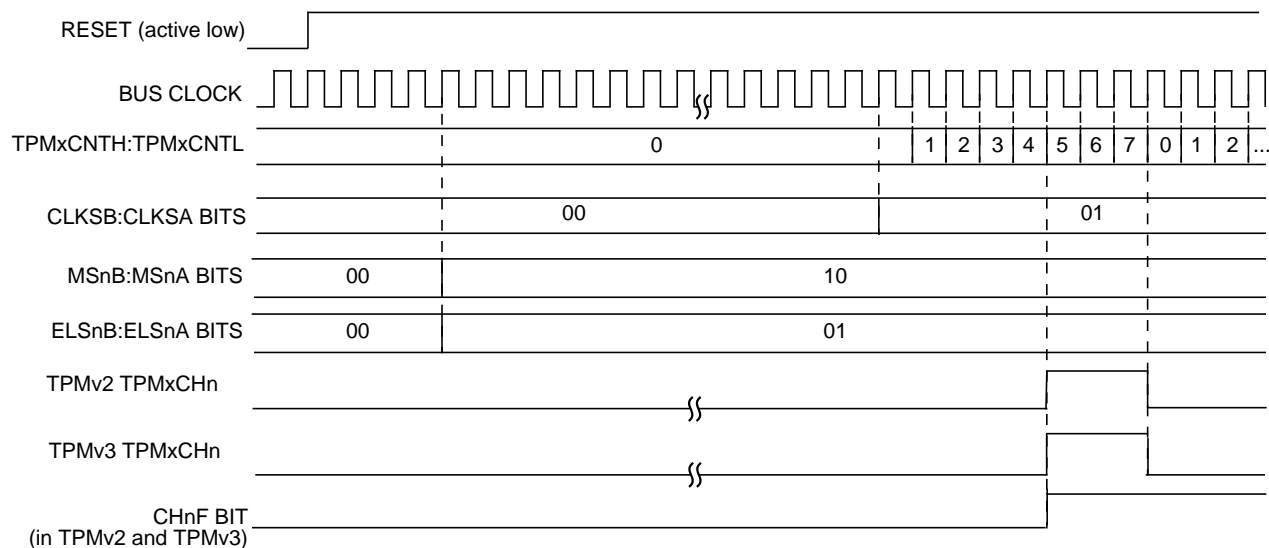 RESET (active low)
BUS CLOCK
TPMxCNTH:TPMxCNTL 0 1 2 3 4 5 6 7 0 1 2 ...
CLKSB:CLKSA BITS 00 01
MSnB:MSnA BITS 00 10
ELSnB:ELSnA BITS 00 01
TPMv2 TPMxCHn
TPMv3 TPMxCHn
CHnF BIT
(in TPMv2 and TPMv3)